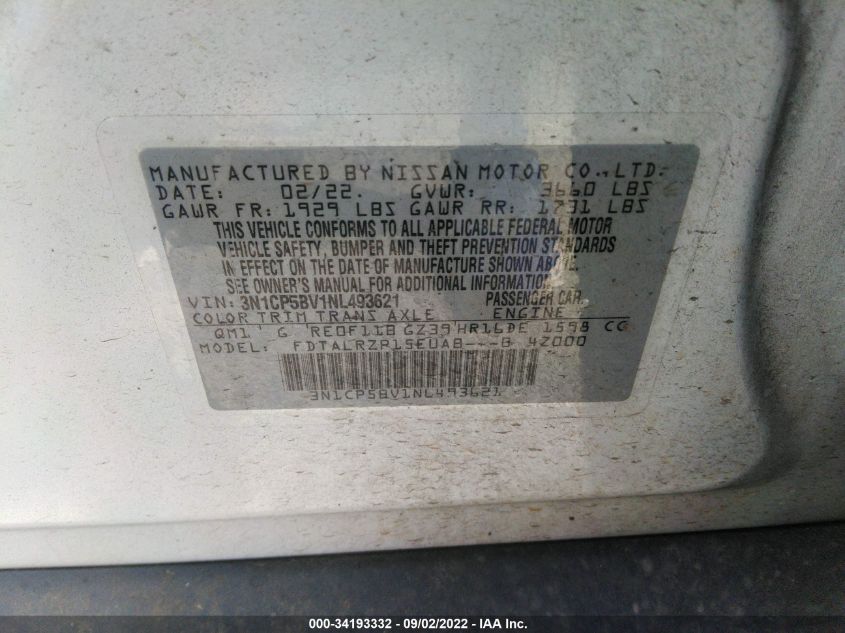 MANUFACTURED BY NISSAN MOTOR CO.,LTD.
DATE: 02/22. GVWR: 3660 LBS
GAWR FR: 1929 LBS GAWR RR: 1731 LBS
THIS VEHICLE CONFORMS TO ALL APPLICABLE FEDERAL MOTOR
VEHICLE SAFETY, BUMPER AND THEFT PREVENTION STANDARDS
IN EFFECT ON THE DATE OF MANUFACTURE SHOWN ABOVE.
SEE OWNER'S MANUAL FOR ADDITIONAL INFORMATION.
VIN: 3N1CP5BV1NL493621 PASSENGER CAR
COLOR TRIM TRANS AXLE ENGINE
QM1 G RE0F11B GZ39 HR16DE 1598 CC
MODEL: FDTALRZP15EUAB---B 4Z000
3N1CP5BV1NL493621
000-34193332 - 09/02/2022 - IAA Inc.